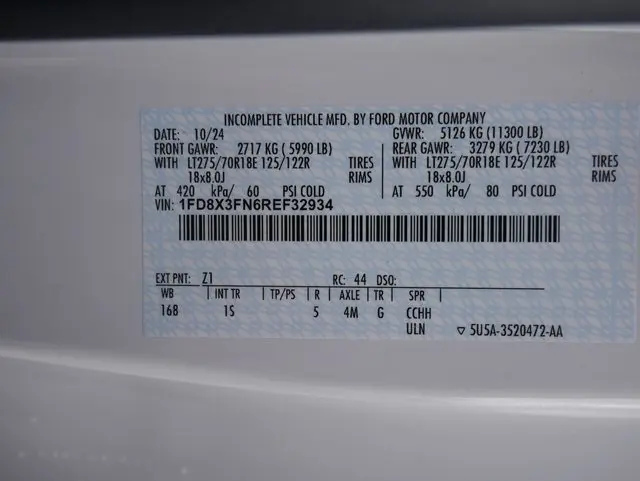 INCOMPLETE VEHICLE MFD. BY FORD MOTOR COMPANY
DATE: 10/24 GVWR: 5126 KG (11300 LB)
FRONT GAWR: 2717 KG ( 5990 LB) REAR GAWR: 3279 KG ( 7230 LB)
WITH LT275/70R18E 125/122R TIRES WITH LT275/70R18E 125/122R TIRES
18x8.0J RIMS 18x8.0J RIMS
AT 420 kPa/ 60 PSI COLD AT 550 kPa/ 80 PSI COLD
VIN: 1FD8X3FN6REF32934
EXT PNT: Z1 RC: 44 DSO:
WB INT TR TP/PS R AXLE TR SPR
168 1S 5 4M G CCHH
ULN ▽ 5U5A-3520472-AA